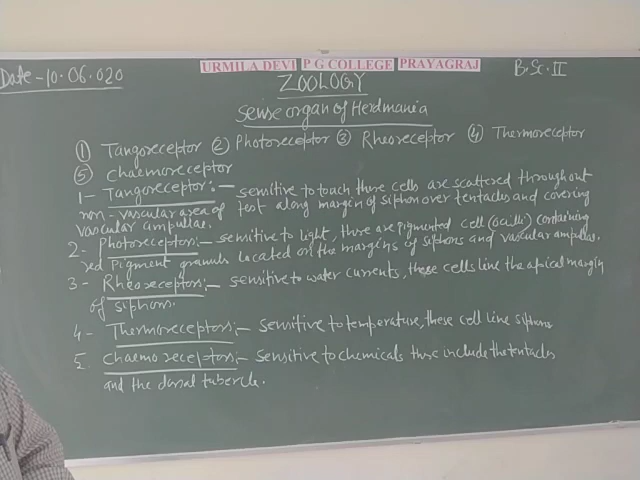 Date - 10.06.020
URMILA DEVI P G COLLEGE PRAYAGRAJ
B.Sc. II
ZOOLOGY
Sense organ of Herdmania
① Tangoreceptor ② Photoreceptor ③ Rheoreceptor ④ Thermoreceptor
⑤ Chaemoreceptor
1 - Tangoreceptor :- sensitive to touch these cells are scattered throughout
non-vascular area of test along margin of siphon over tentacles and covering
vascular ampullae.
2 - Photoreceptors :- sensitive to light, these are pigmented cell (ocilli) containing
red pigment granuls located on the margins of siphons and vascular ampullae.
3 - Rheoreceptors :- sensitive to water currents, these cells line the apical margin
of siphons.
4 - Thermoreceptors :- sensitive to temperature, these cell line siphons
5. Chaemoreceptors :- sensitive to chemicals these include the tentacles
and the dorsal tubercle.